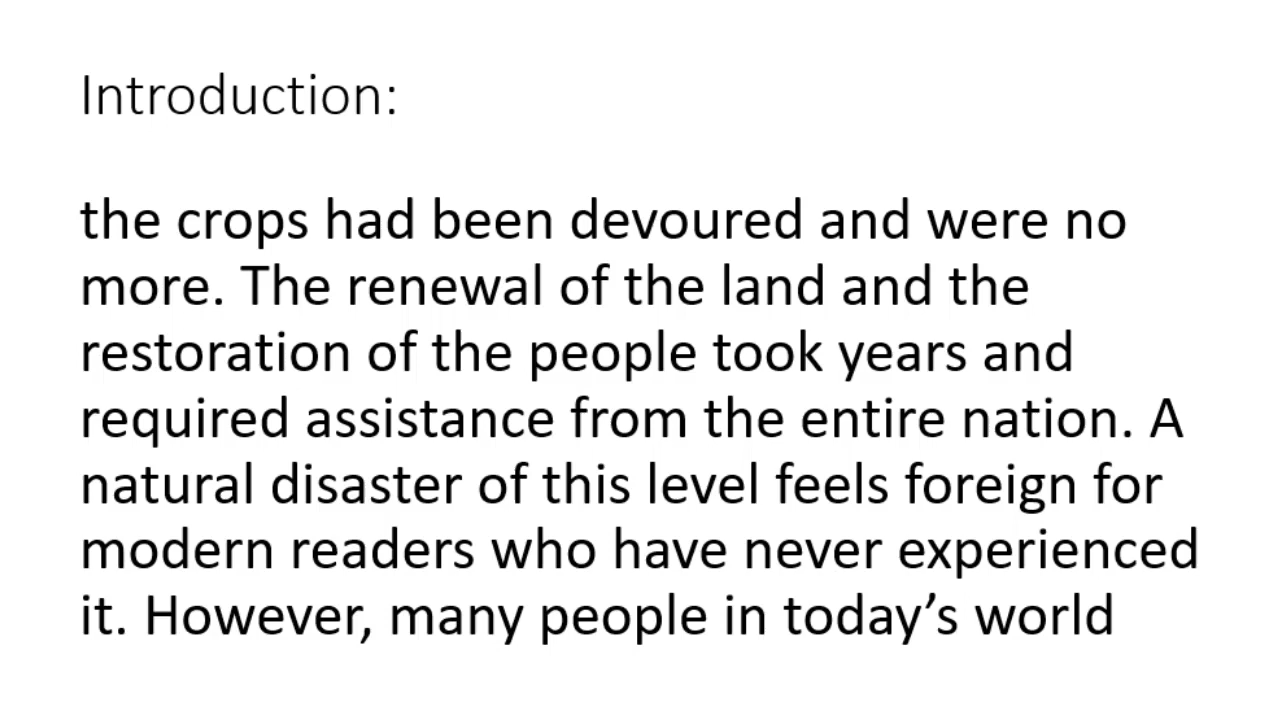 Introduction:
the crops had been devoured and were no
more. The renewal of the land and the
restoration of the people took years and
required assistance from the entire nation. A
natural disaster of this level feels foreign for
modern readers who have never experienced
it. However, many people in today’s world